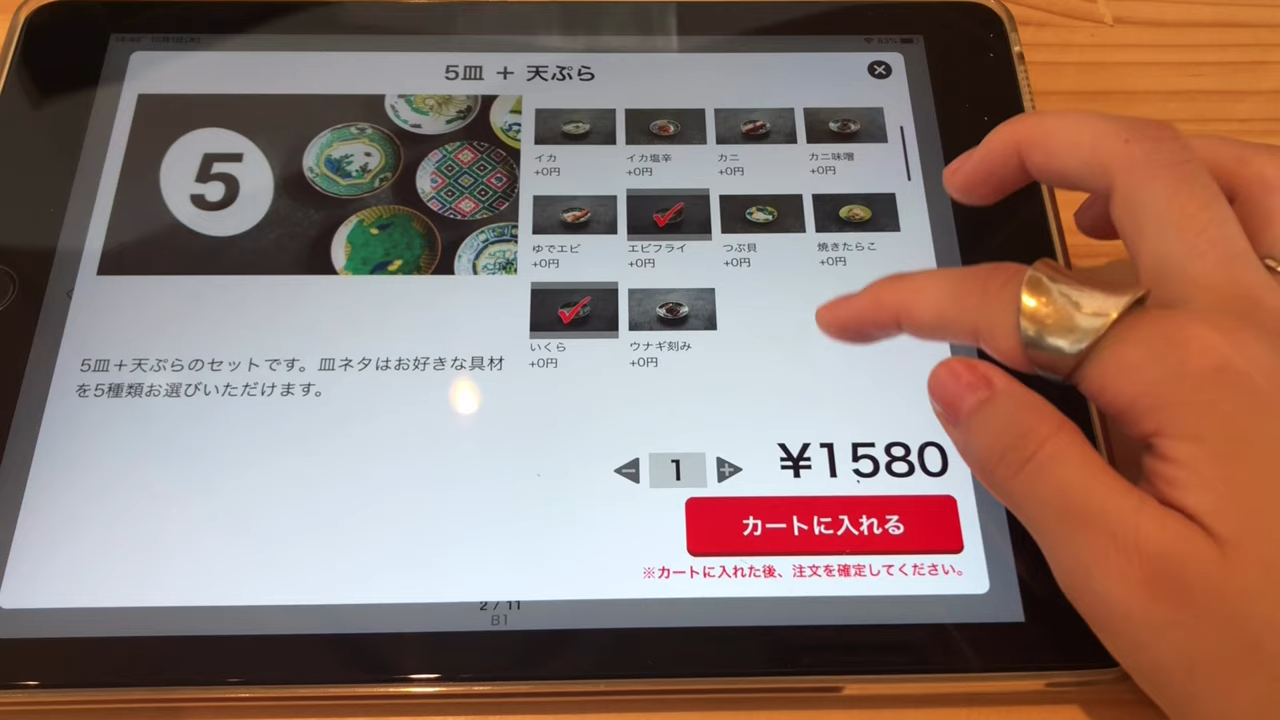 5皿 + 天ぷら
5
イカ
+0円
イカ塩辛
+0円
カニ
+0円
カニ味噌
+0円
ゆでエビ
+0円
エビフライ
+0円
つぶ貝
+0円
焼きたらこ
+0円
いくら
+0円
ウナギ刻み
+0円
5皿+天ぷらのセットです。皿ネタはお好きな具材
を5種類お選びいただけます。
1
¥1580
カートに入れる
※カートに入れた後、注文を確定してください。
2 / 11
B1